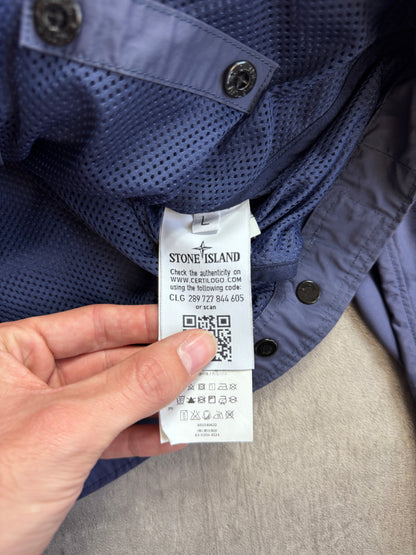 L
STONE ISLAND
Check the authenticity on
WWW.CERTILOGO.COM
using the following code:
CLG 289 727 844 605
or scan